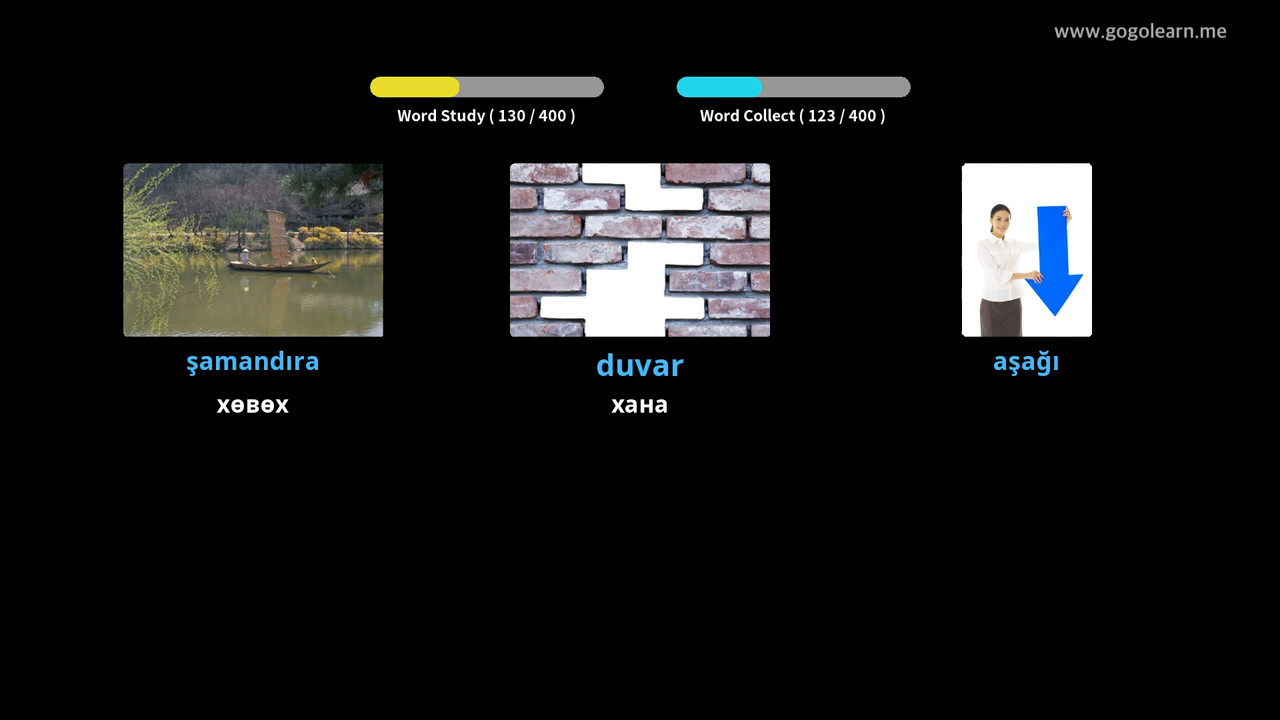 www.gogolearn.me
Word Study ( 130 / 400 )
Word Collect ( 123 / 400 )
şamandıra
duvar
aşağı
хөвөх
хана